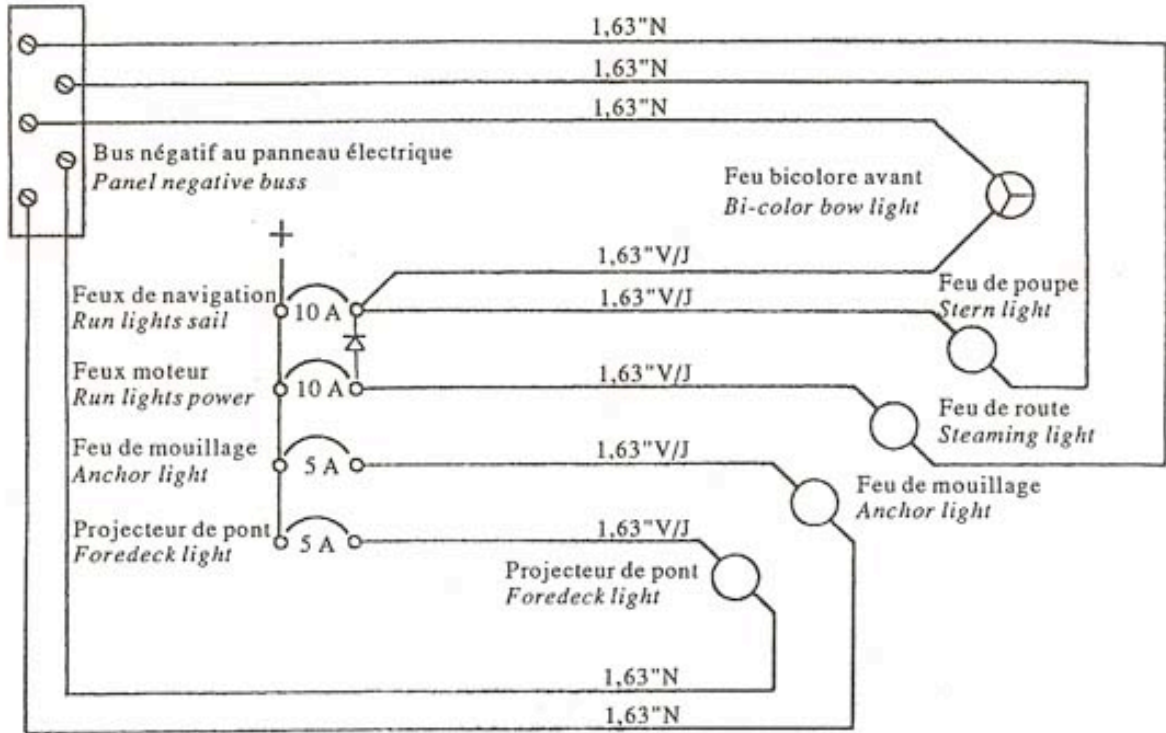 1,63"N
1,63"N
1,63"N
Bus négatif au panneau électrique
Panel negative buss
Feu bicolore avant
Bi-color bow light
+
1,63"V/J
Feux de navigation
Run lights sail
10 A
1,63"V/J
Feu de poupe
Stern light
Feux moteur
Run lights power
10 A
1,63"V/J
Feu de route
Steaming light
Feu de mouillage
Anchor light
5 A
1,63"V/J
Feu de mouillage
Anchor light
Projecteur de pont
Foredeck light
5 A
1,63"V/J
Projecteur de pont
Foredeck light
1,63"N
1,63"N